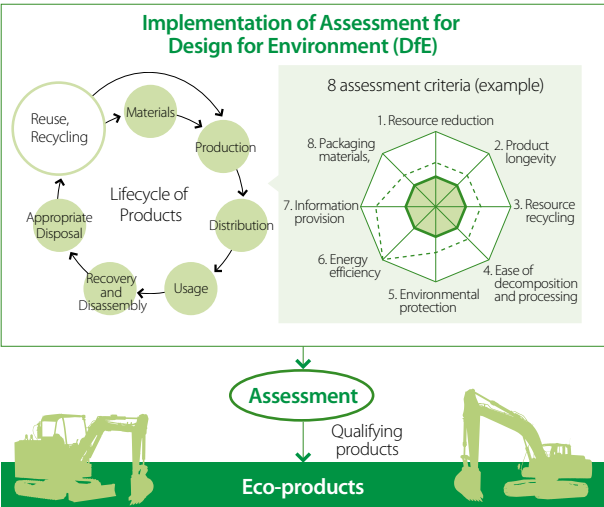 Implementation of Assessment for
Design for Environment (DfE)
Reuse,
Recycling
Materials
Production
Distribution
Usage
Recovery
and
Disassembly
Appropriate
Disposal
Lifecycle of
Products
8 assessment criteria (example)
1. Resource reduction
2. Product
longevity
3. Resource
recycling
4. Ease of
decomposition
and processing
5. Environmental
protection
6. Energy
efficiency
7. Information
provision
8. Packaging
materials,
Assessment
Qualifying
products
Eco-products